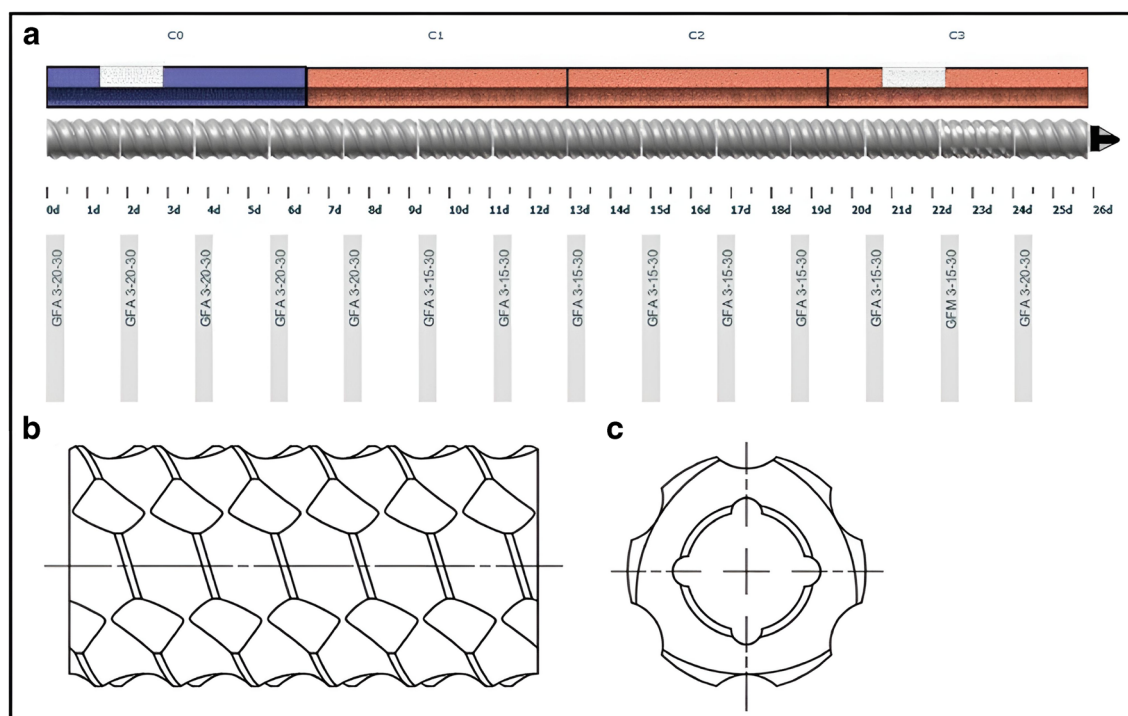 a
C0 C1 C2 C3
0d 1d 2d 3d 4d 5d 6d 7d 8d 9d 10d 11d 12d 13d 14d 15d 16d 17d 18d 19d 20d 21d 22d 23d 24d 25d 26d
GFA 3-20-30
GFA 3-20-30
GFA 3-20-30
GFA 3-20-30
GFA 3-20-30
GFA 3-15-30
GFA 3-15-30
GFA 3-15-30
GFA 3-15-30
GFA 3-15-30
GFA 3-15-30
GFA 3-15-30
GFM 3-15-30
GFA 3-20-30
b
c